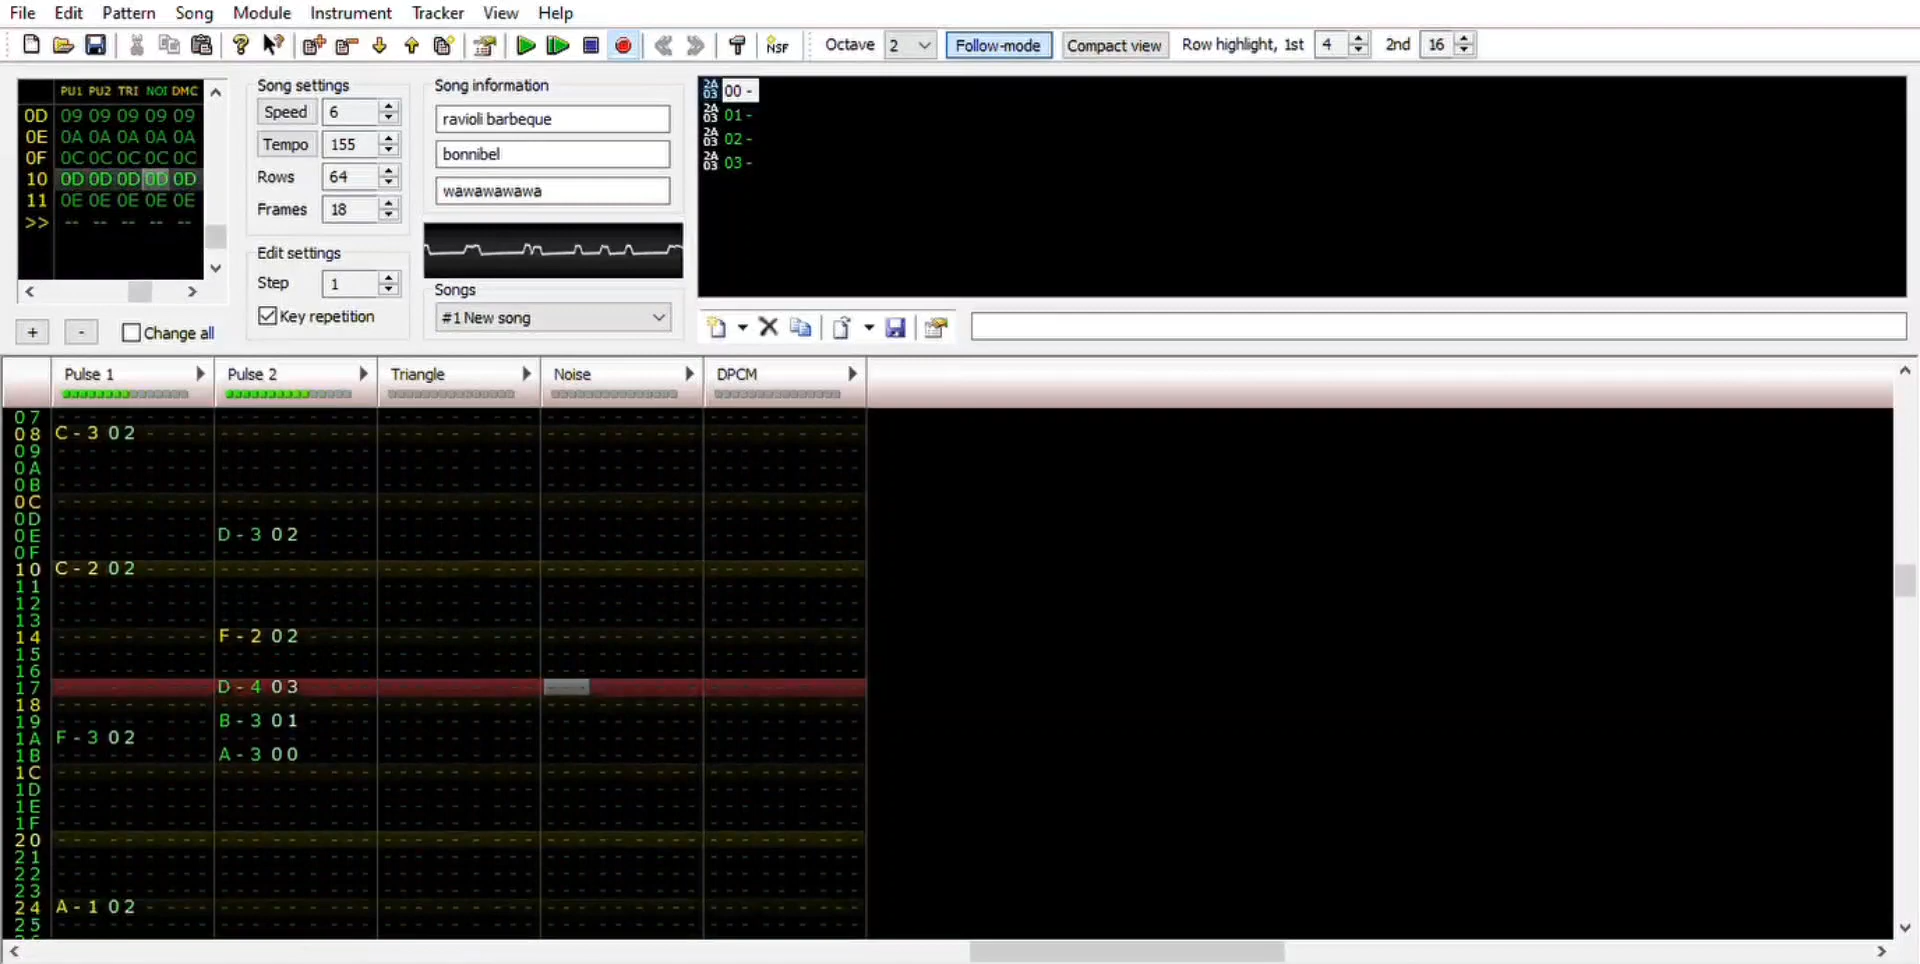 File Edit Pattern Song Module Instrument Tracker View Help
NSF Octave 2 Follow-mode Compact view Row highlight, 1st 4 2nd 16
PU1 PU2 TRI NOI DMC
0D 09 09 09 09 09
0E 0A 0A 0A 0A 0A
0F 0C 0C 0C 0C 0C
10 0D 0D 0D 0D 0D
11 0E 0E 0E 0E 0E
>> -- -- -- -- --
+ - Change all
Song settings
Speed 6
Tempo 155
Rows 64
Frames 18
Edit settings
Step 1
Key repetition
Song information
ravioli barbeque
bonnibel
wawawawawa
Songs
#1 New song
2A03 00 -
2A03 01 -
2A03 02 -
2A03 03 -
Pulse 1 Pulse 2 Triangle Noise DPCM
07
08 C-3 02
09
0A
0B
0C
0D
0E D-3 02
0F
10 C-2 02
11
12
13
14 F-2 02
15
16
17 D-4 03
18
19 B-3 01
1A F-3 02
1B A-3 00
1C
1D
1E
1F
20
21
22
23
24 A-1 02
25